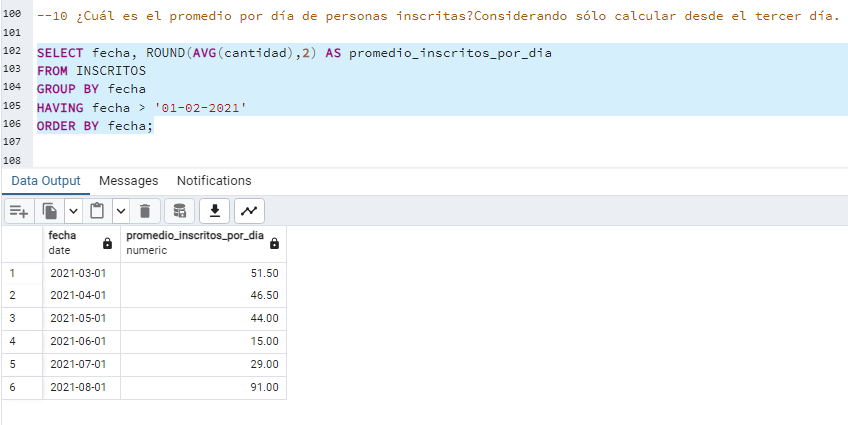 100 --10 ¿Cuál es el promedio por día de personas inscritas?Considerando sólo calcular desde el tercer día.
101
102 SELECT fecha, ROUND(AVG(cantidad),2) AS promedio_inscritos_por_dia
103 FROM INSCRITOS
104 GROUP BY fecha
105 HAVING fecha > '01-02-2021'
106 ORDER BY fecha;
107
108
Data Output Messages Notifications
fecha promedio_inscritos_por_dia
date numeric
1 2021-03-01 51.50
2 2021-04-01 46.50
3 2021-05-01 44.00
4 2021-06-01 15.00
5 2021-07-01 29.00
6 2021-08-01 91.00